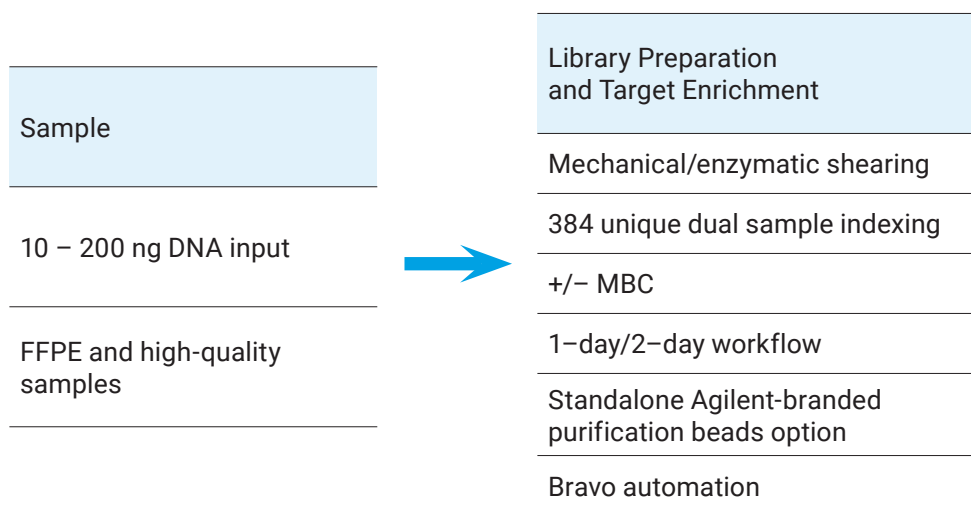 Sample
10 – 200 ng DNA input
FFPE and high-quality
samples
Library Preparation
and Target Enrichment
Mechanical/enzymatic shearing
384 unique dual sample indexing
+/– MBC
1–day/2–day workflow
Standalone Agilent-branded
purification beads option
Bravo automation